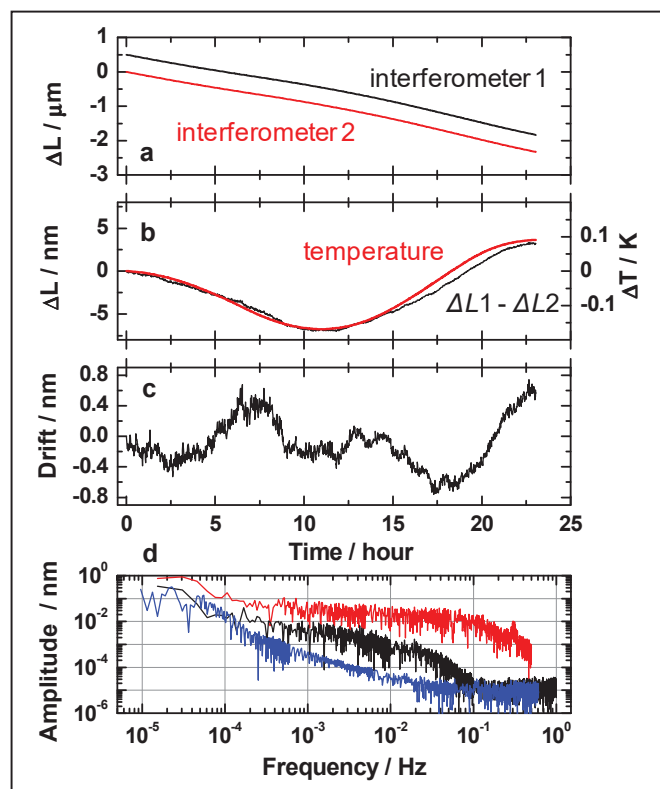 1
0
-1
-2
-3
ΔL / μm
interferometer 1
interferometer 2
a
5
0
-5
ΔL / nm
b
temperature
ΔL1 - ΔL2
0.1
0
-0.1
ΔT / K
0.8
0.4
0.0
-0.4
-0.8
Drift / nm
c
0 5 10 15 20 25
Time / hour
d
10^0
10^-2
10^-4
10^-6
Amplitude / nm
10^-5 10^-4 10^-3 10^-2 10^-1 10^0
Frequency / Hz